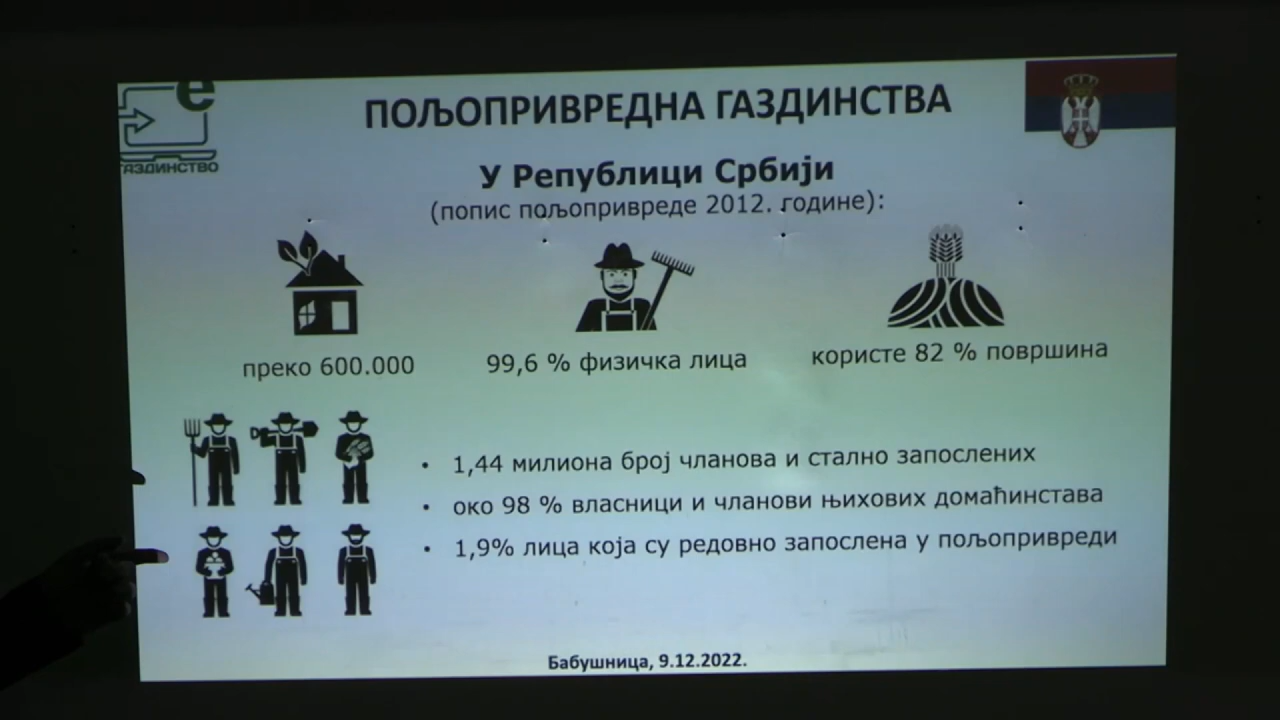 е
ГАЗДИНСТВО
ПОЉОПРИВРЕДНА ГАЗДИНСТВА
У Републици Србији
(попис пољопривреде 2012. године):
преко 600.000
99,6 % физичка лица
користе 82 % површина
• 1,44 милиона број чланова и стално запослених
• око 98 % власници и чланови њихових домаћинстава
• 1,9% лица која су редовно запослена у пољопривреди
Бабушница, 9.12.2022.